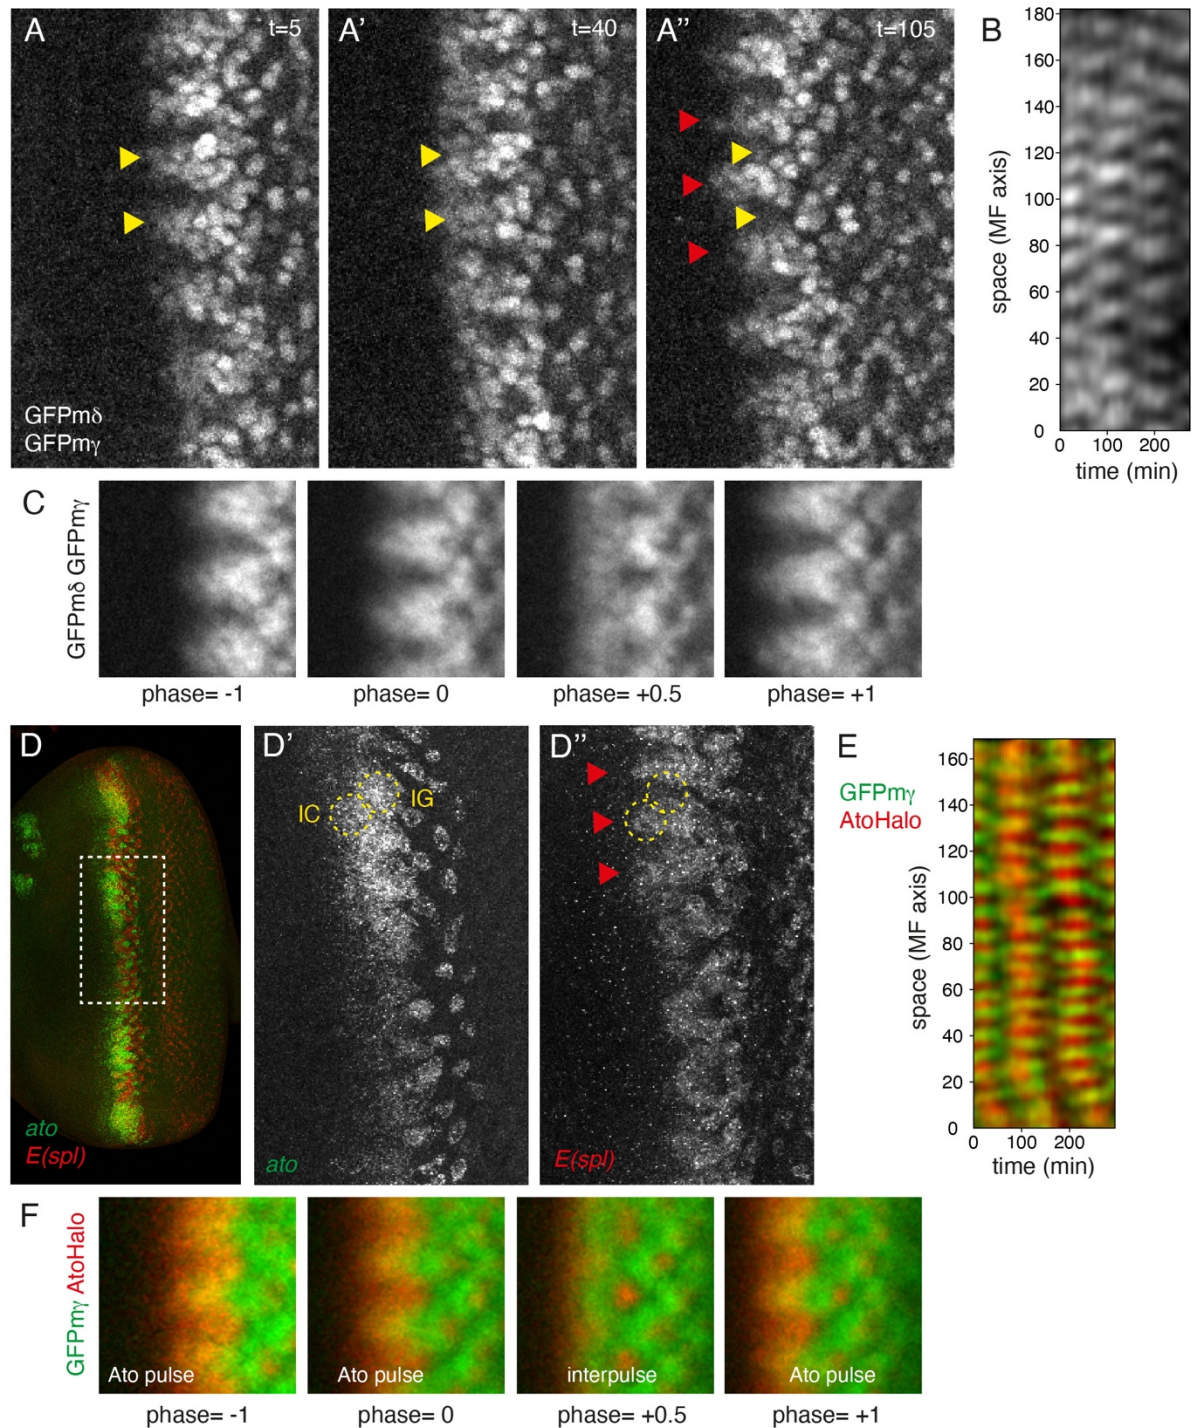 A
t=5
A'
t=40
A''
t=105
GFPmδ
GFPmγ
B
180
160
140
120
100
80
60
40
20
0
space (MF axis)
0 100 200
time (min)
C
GFPmδ GFPmγ
phase= -1
phase= 0
phase= +0.5
phase= +1
D
ato
E(spl)
D'
IC
IG
ato
D''
E(spl)
E
GFPmγ
AtoHalo
160
140
120
100
80
60
40
20
0
space (MF axis)
0 100 200
time (min)
F
GFPmγ AtoHalo
Ato pulse
Ato pulse
interpulse
Ato pulse
phase= -1
phase= 0
phase= +0.5
phase= +1